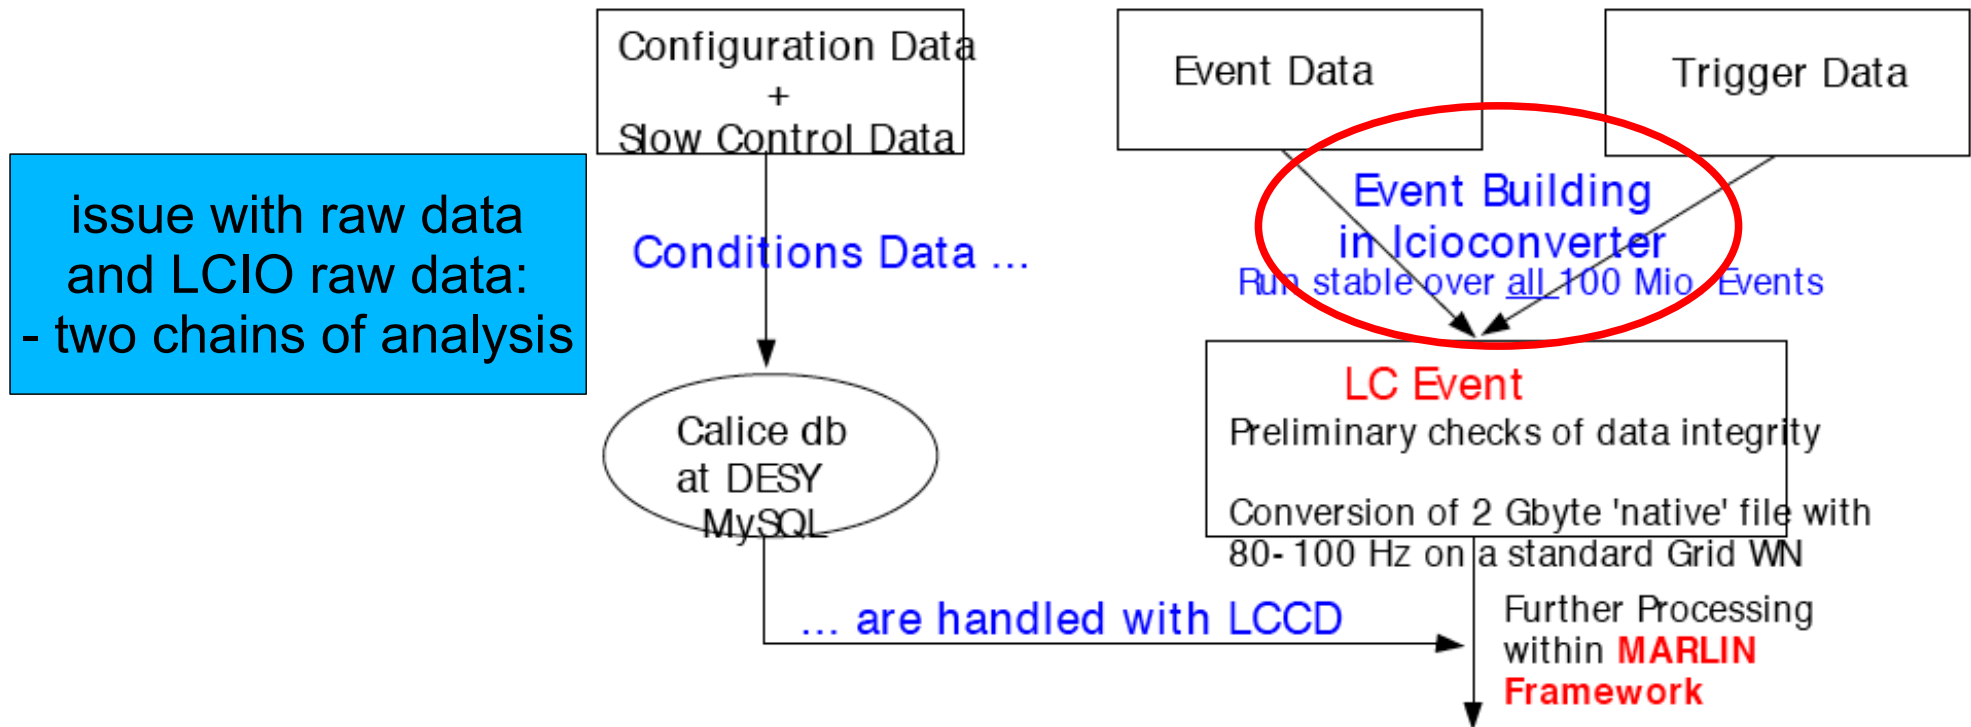 issue with raw data
and LCIO raw data:
- two chains of analysis
Configuration Data
+
Slow Control Data
Conditions Data ...
Calice db
at DESY
MySQL
... are handled with LCCD
Event Data
Trigger Data
Event Building
in lcioconverter
Run stable over all 100 Mio. Events
LC Event
Preliminary checks of data integrity
Conversion of 2 Gbyte 'native' file with
80-100 Hz on a standard Grid WN
Further Processing
within MARLIN
Framework